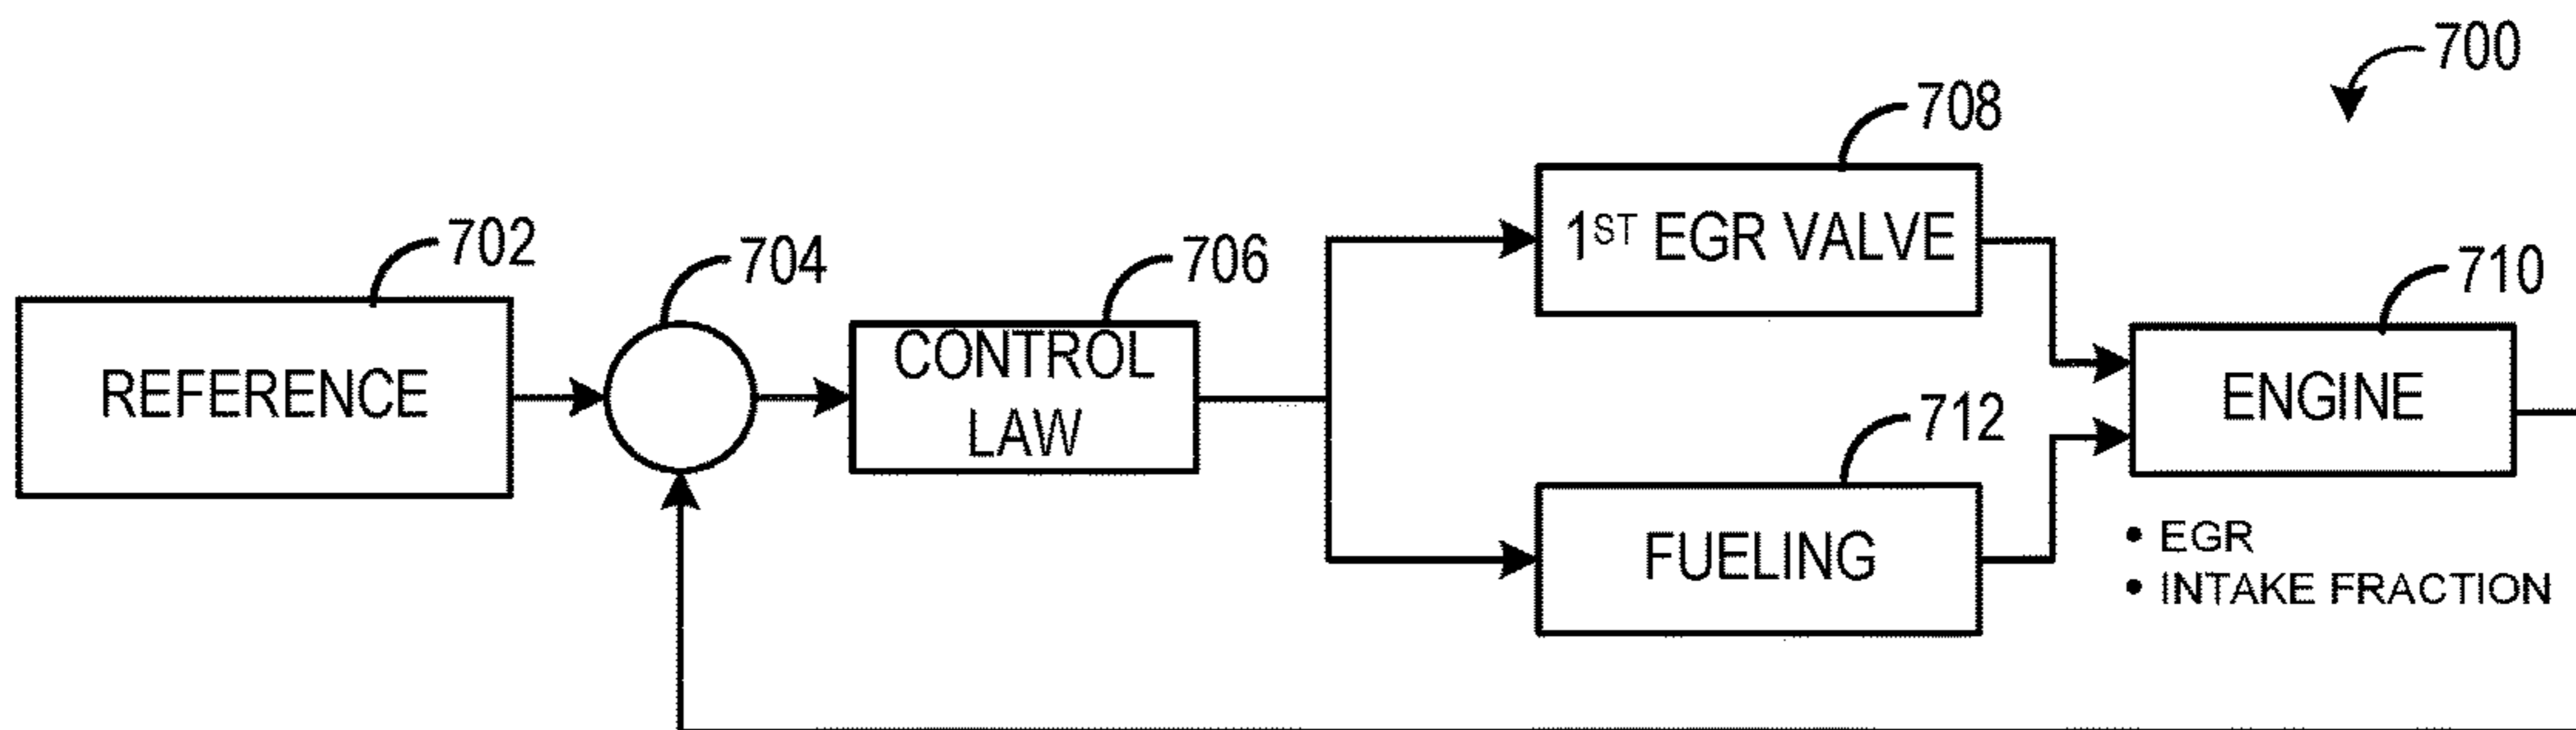 700
708
1ST EGR VALVE
702
704
706
710
REFERENCE
CONTROL
LAW
ENGINE
712
FUELING
• EGR
• INTAKE FRACTION